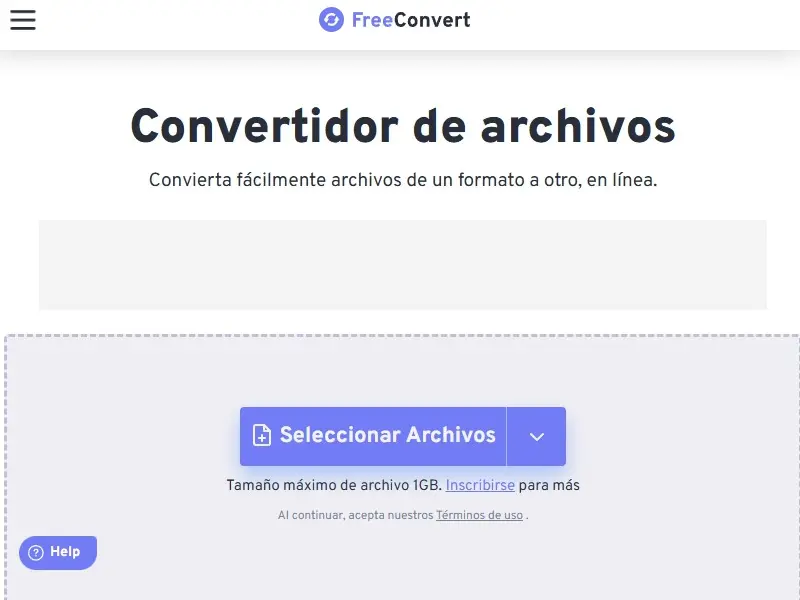 FreeConvert
Convertidor de archivos
Convierta fácilmente archivos de un formato a otro, en línea.
Seleccionar Archivos
Tamaño máximo de archivo 1GB. Inscribirse para más
Al continuar, acepta nuestros Términos de uso .
? Help